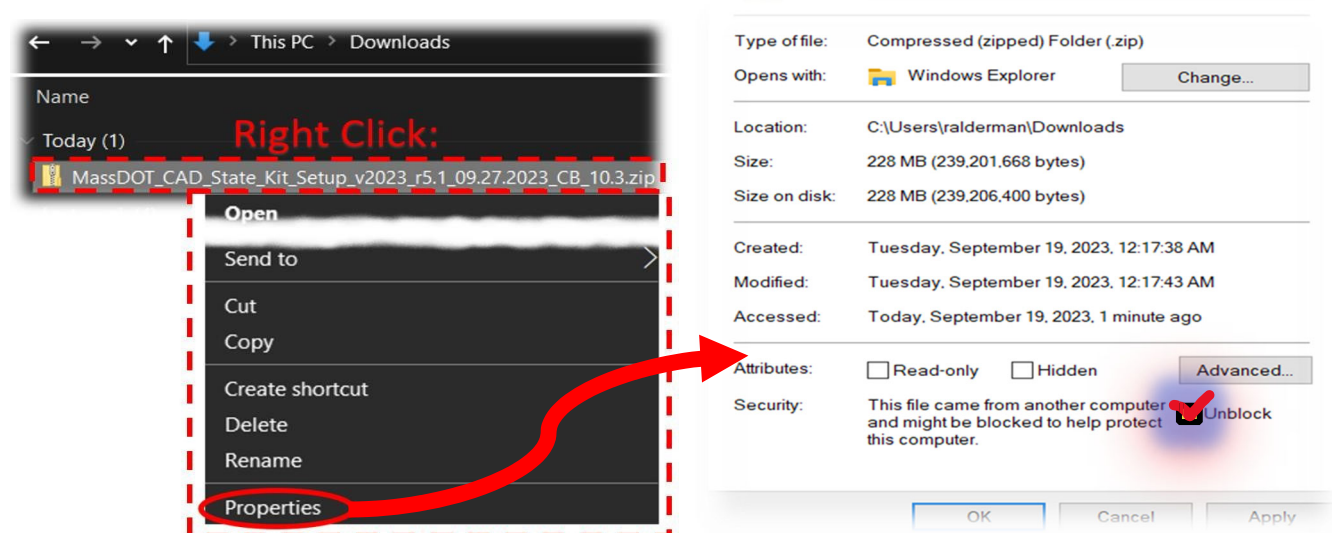 This PC > Downloads
Name
Today (1)
Right Click:
MassDOT_CAD_State_Kit_Setup_v2023_r5.1_09.27.2023_CB_10.3.zip
Open
Send to
Cut
Copy
Create shortcut
Delete
Rename
Properties
Type of file: Compressed (zipped) Folder (.zip)
Opens with: Windows Explorer Change...
Location: C:\Users\ralderman\Downloads
Size: 228 MB (239,201,668 bytes)
Size on disk: 228 MB (239,206,400 bytes)
Created: Tuesday, September 19, 2023, 12:17:38 AM
Modified: Tuesday, September 19, 2023, 12:17:43 AM
Accessed: Today, September 19, 2023, 1 minute ago
Attributes: Read-only Hidden Advanced...
Security: This file came from another computer Unblock
and might be blocked to help protect
this computer.
OK Cancel Apply